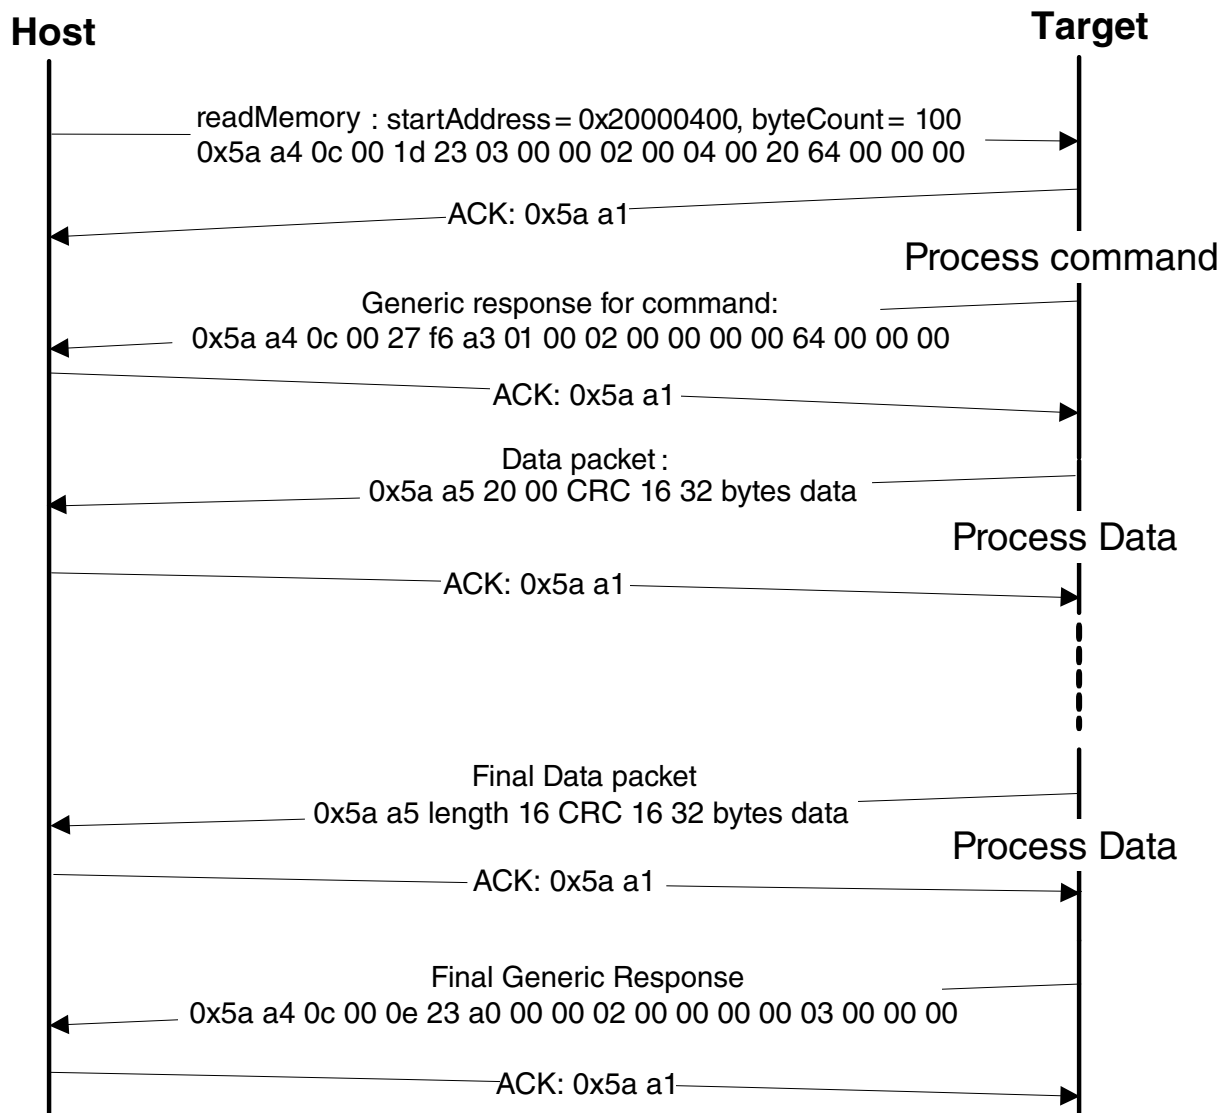 Host
Target
readMemory : startAddress = 0x20000400, byteCount = 100
0x5a a4 0c 00 1d 23 03 00 00 02 00 04 00 20 64 00 00 00
ACK: 0x5a a1
Process command
Generic response for command:
0x5a a4 0c 00 27 f6 a3 01 00 02 00 00 00 00 64 00 00 00
ACK: 0x5a a1
Data packet :
0x5a a5 20 00 CRC 16 32 bytes data
Process Data
ACK: 0x5a a1
Final Data packet
0x5a a5 length 16 CRC 16 32 bytes data
Process Data
ACK: 0x5a a1
Final Generic Response
0x5a a4 0c 00 0e 23 a0 00 00 02 00 00 00 00 03 00 00 00
ACK: 0x5a a1